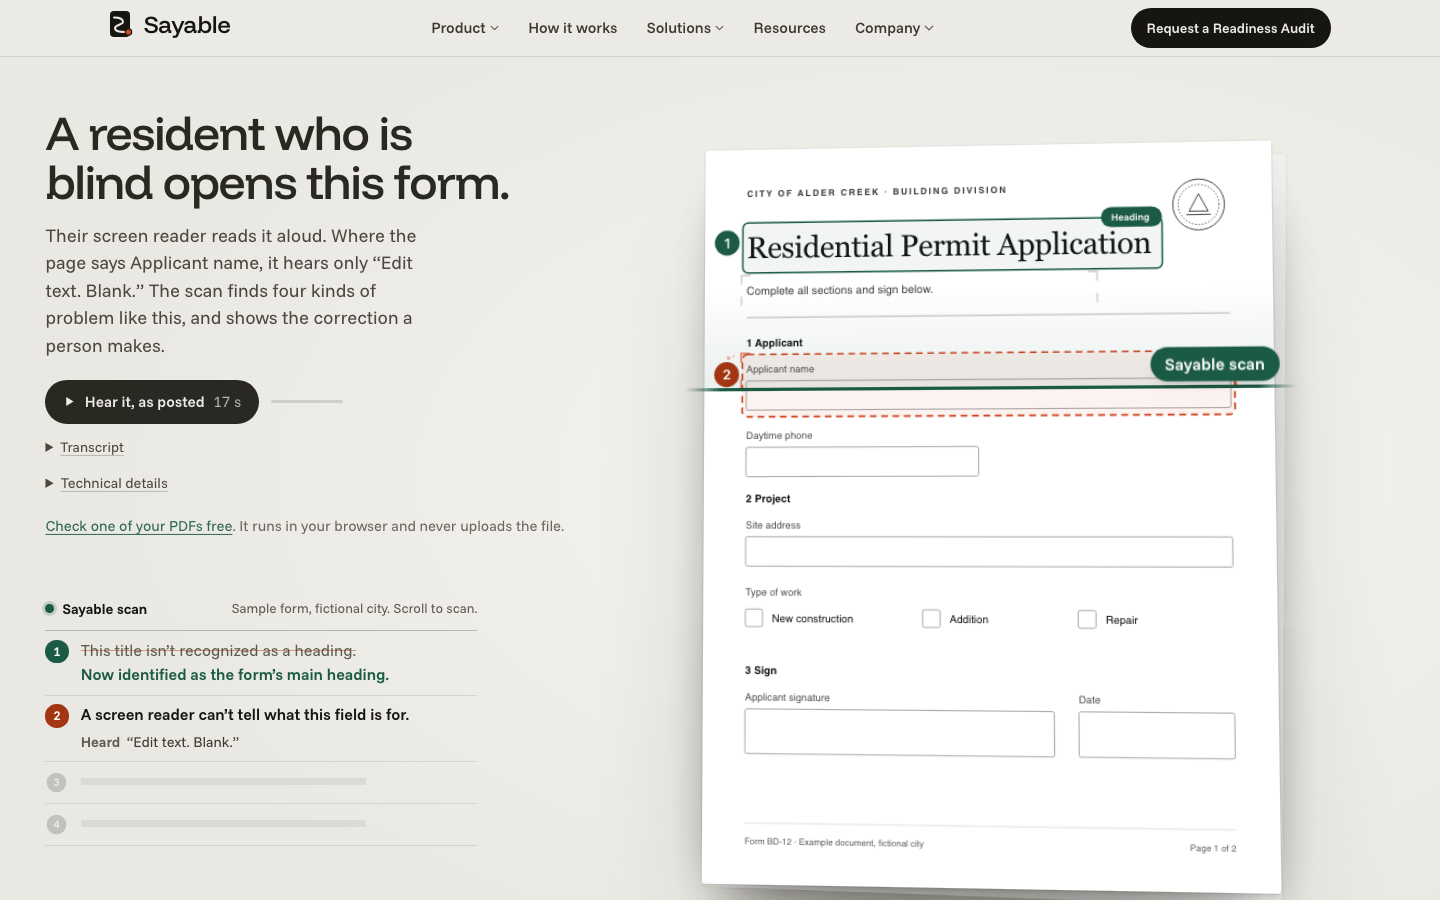 Sayable
Product
How it works
Solutions
Resources
Company
Request a Readiness Audit
A resident who is
blind opens this form.
Their screen reader reads it aloud. Where the
page says Applicant name, it hears only “Edit
text. Blank.” The scan finds four kinds of
problem like this, and shows the correction a
person makes.
Hear it, as posted 17 s
Transcript
Technical details
Check one of your PDFs free. It runs in your browser and never uploads the file.
Sayable scan
Sample form, fictional city. Scroll to scan.
1 This title isn’t recognized as a heading.
Now identified as the form’s main heading.
2 A screen reader can’t tell what this field is for.
Heard “Edit text. Blank.”
3
4
CITY OF ALDER CREEK · BUILDING DIVISION
Heading
1 Residential Permit Application
Complete all sections and sign below.
1 Applicant
Sayable scan
2 Applicant name
Daytime phone
2 Project
Site address
Type of work
New construction
Addition
Repair
3 Sign
Applicant signature
Date
Form BD-12 · Example document, fictional city
Page 1 of 2